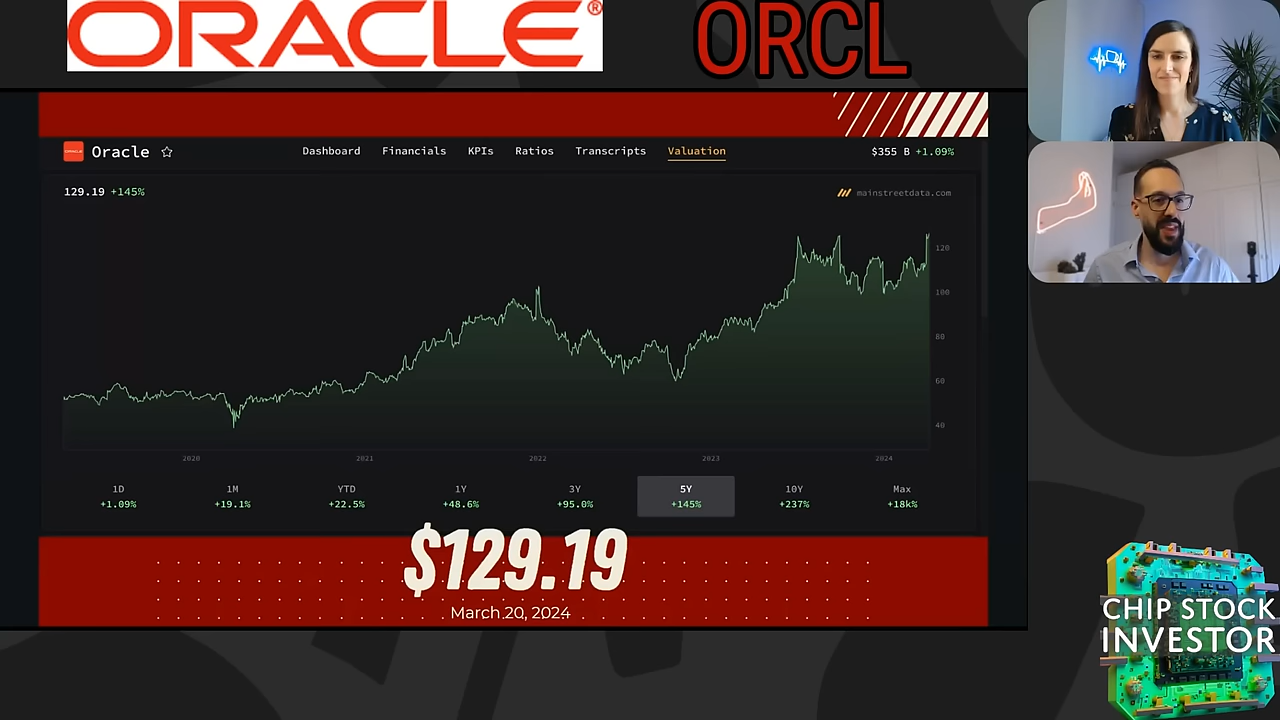 ORACLE®
ORCL
ORACLE
Oracle
Dashboard Financials KPIs Ratios Transcripts Valuation
$355 B +1.09%
129.19 +145%
mainstreetdata.com
120
100
80
60
40
2020 2021 2022 2023 2024
1D 1M YTD 1Y 3Y 5Y 10Y Max
+1.09% +19.1% +22.5% +48.6% +95.0% +145% +237% +18k%
$129.19
March 20, 2024
CHIP STOCK
INVESTOR